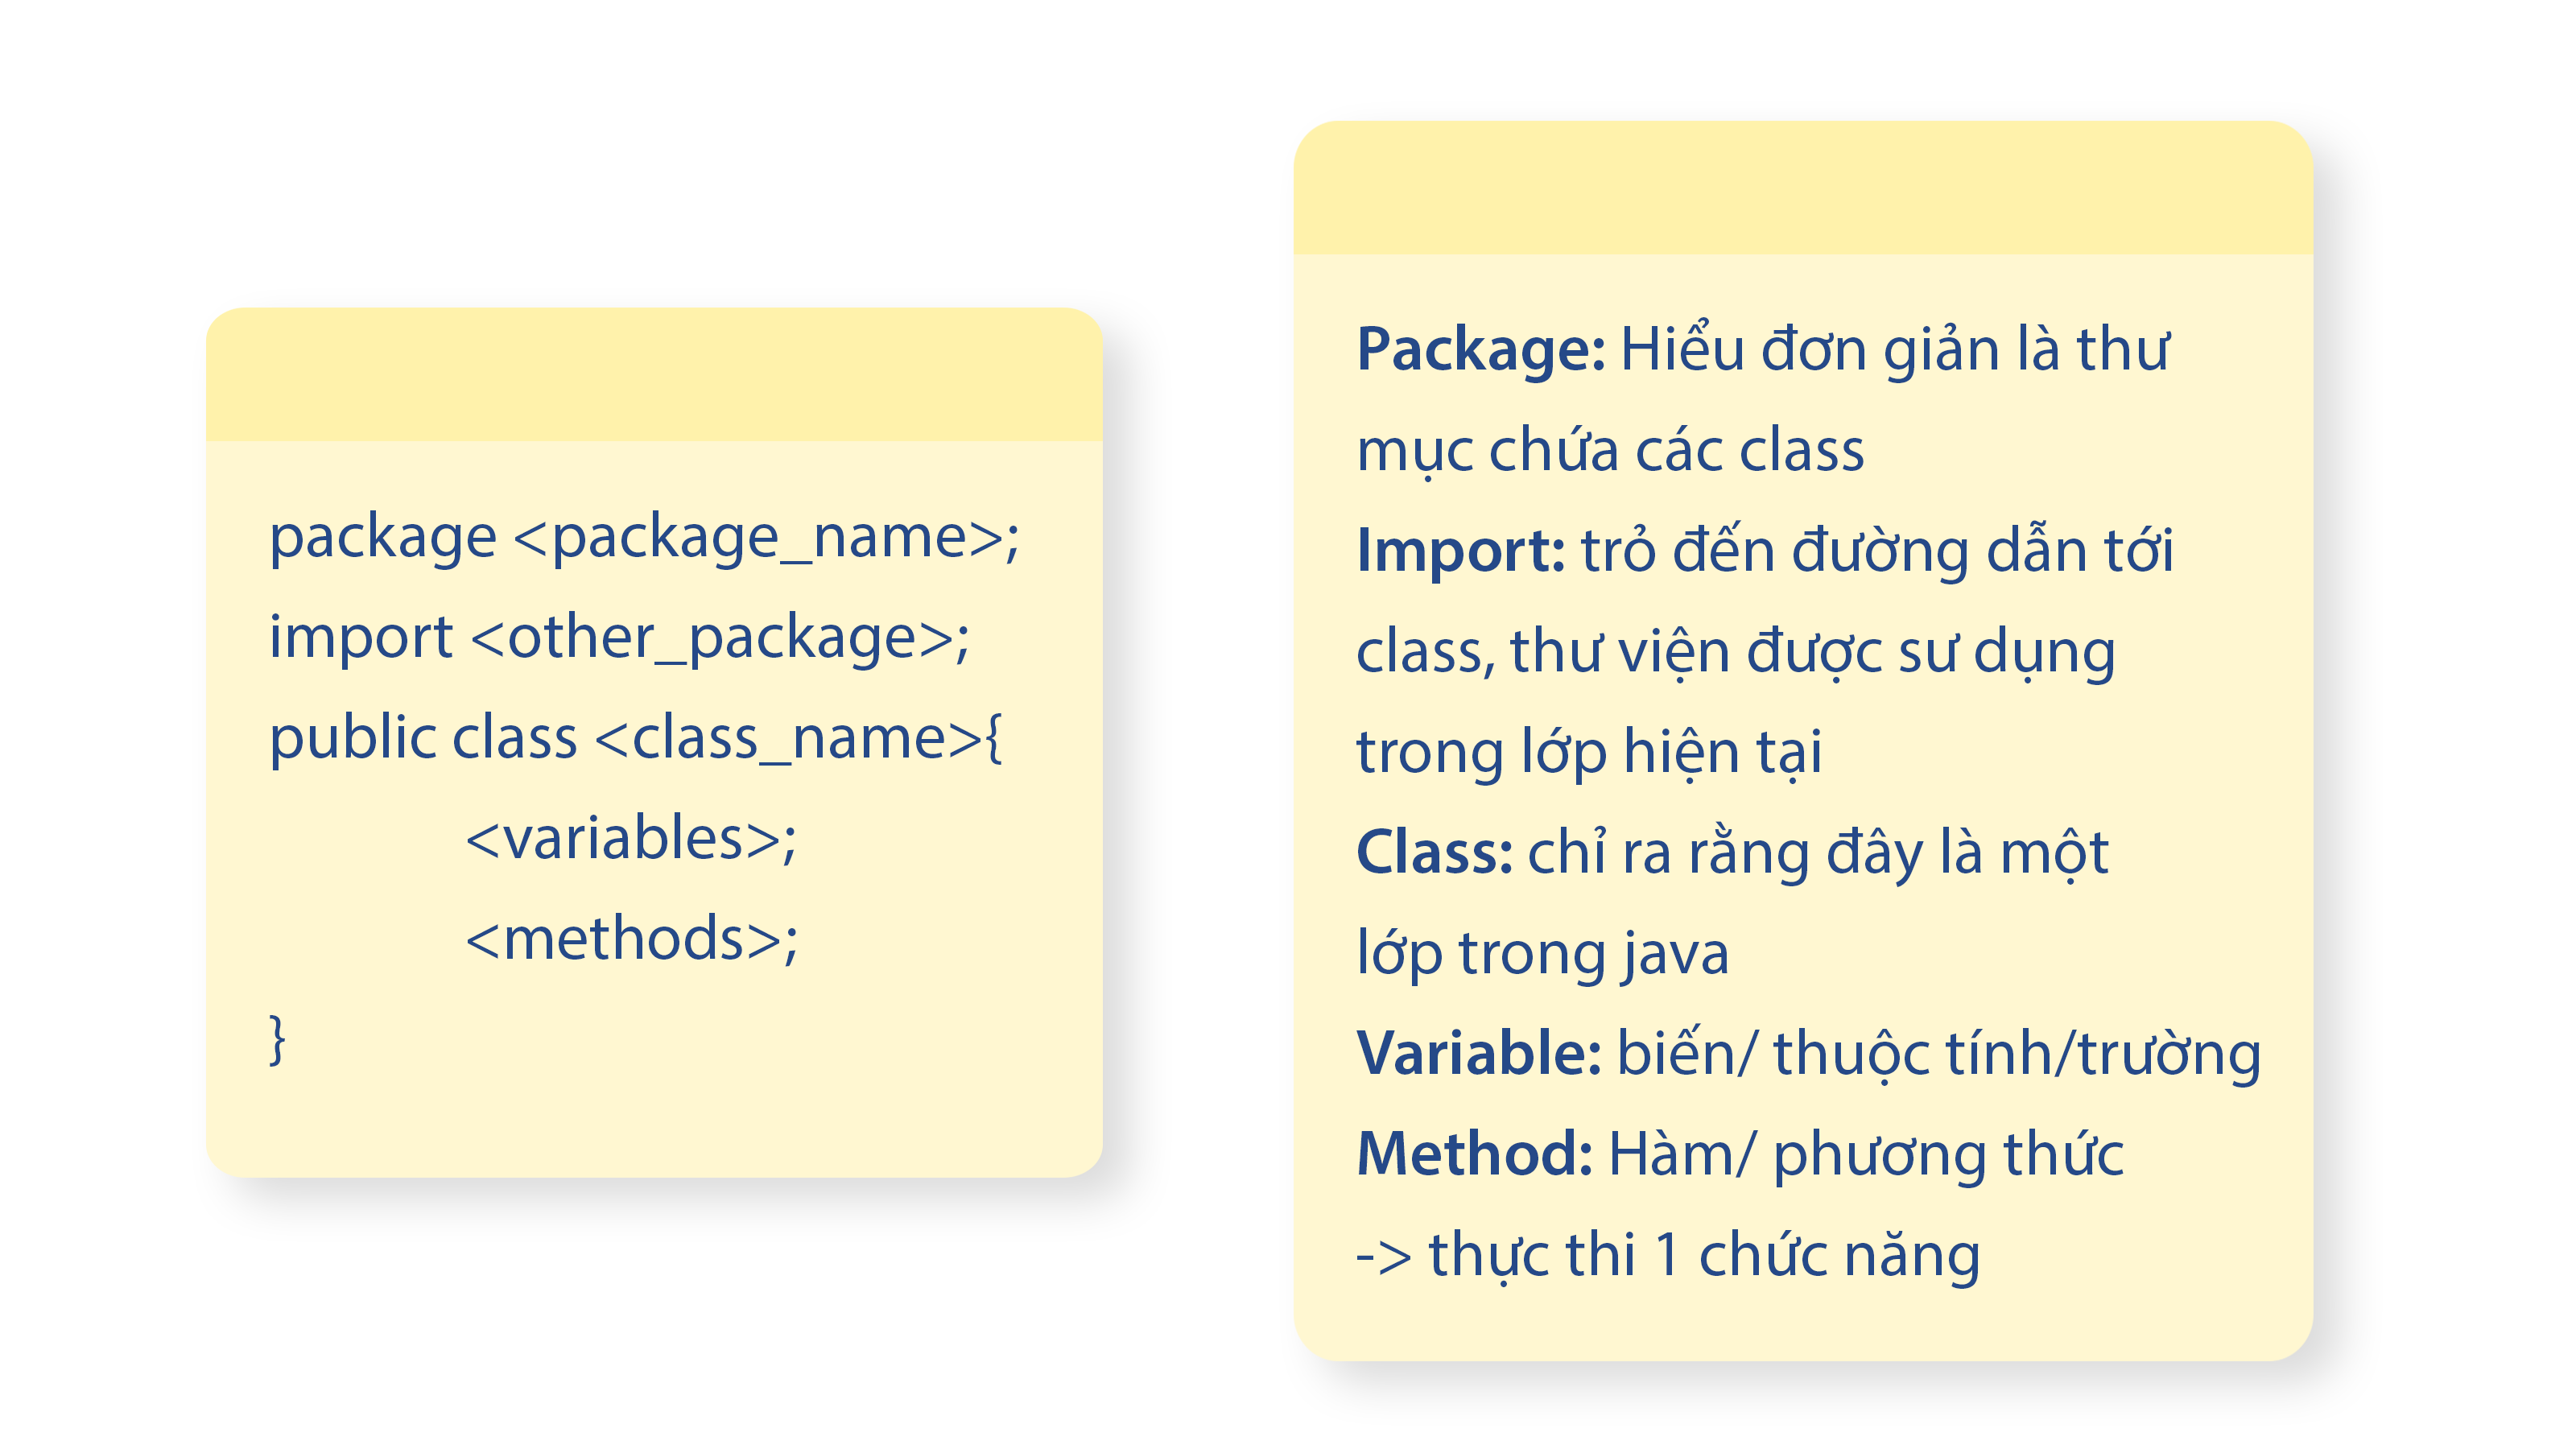 package <package_name>;
import <other_package>;
public class <class_name>{
<variables>;
<methods>;
}
Package: Hiểu đơn giản là thư
mục chứa các class
Import: trỏ đến đường dẫn tới
class, thư viện được sư dụng
trong lớp hiện tại
Class: chỉ ra rằng đây là một
lớp trong java
Variable: biến/ thuộc tính/trường
Method: Hàm/ phương thức
-> thực thi 1 chức năng